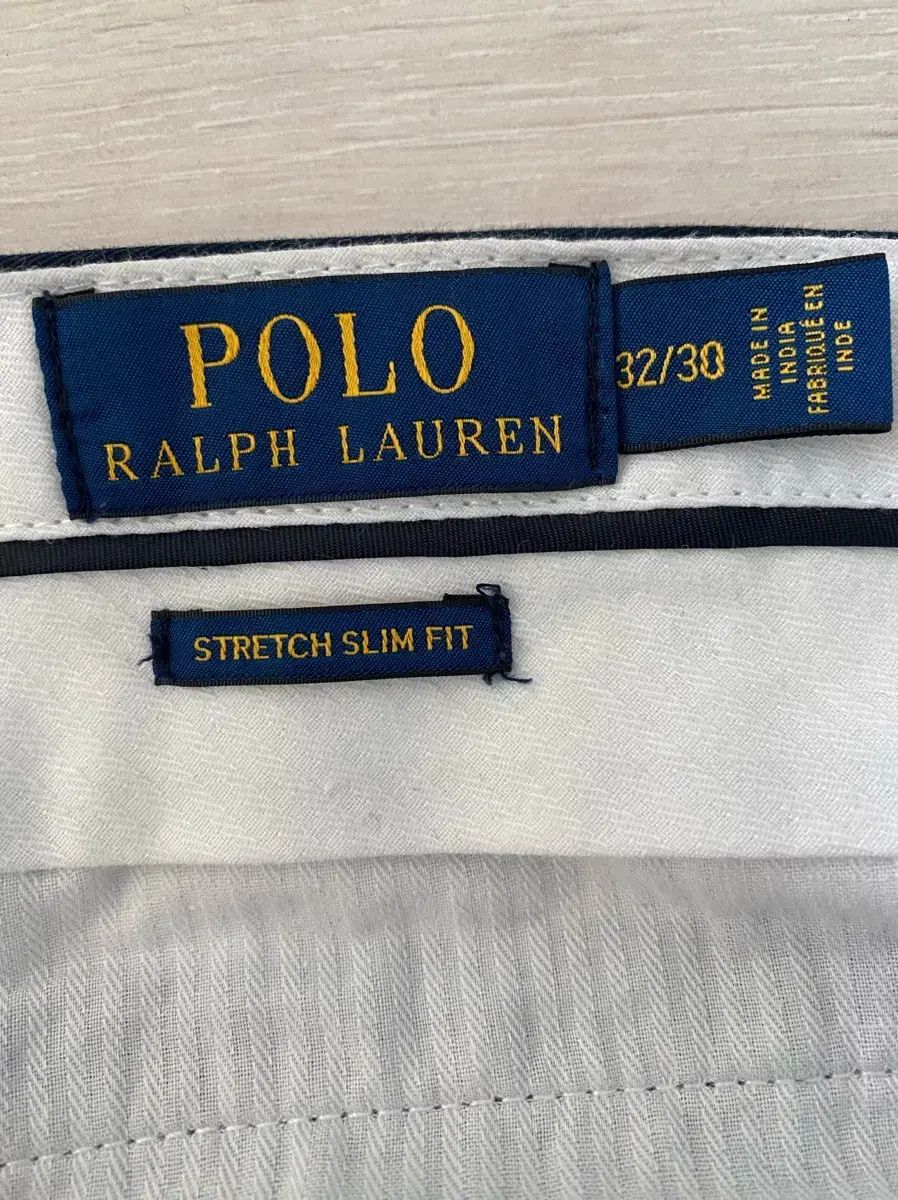 POLO
RALPH LAUREN
32/30
MADE IN
INDIA
FABRIQUÉ EN
INDE
STRETCH SLIM FIT